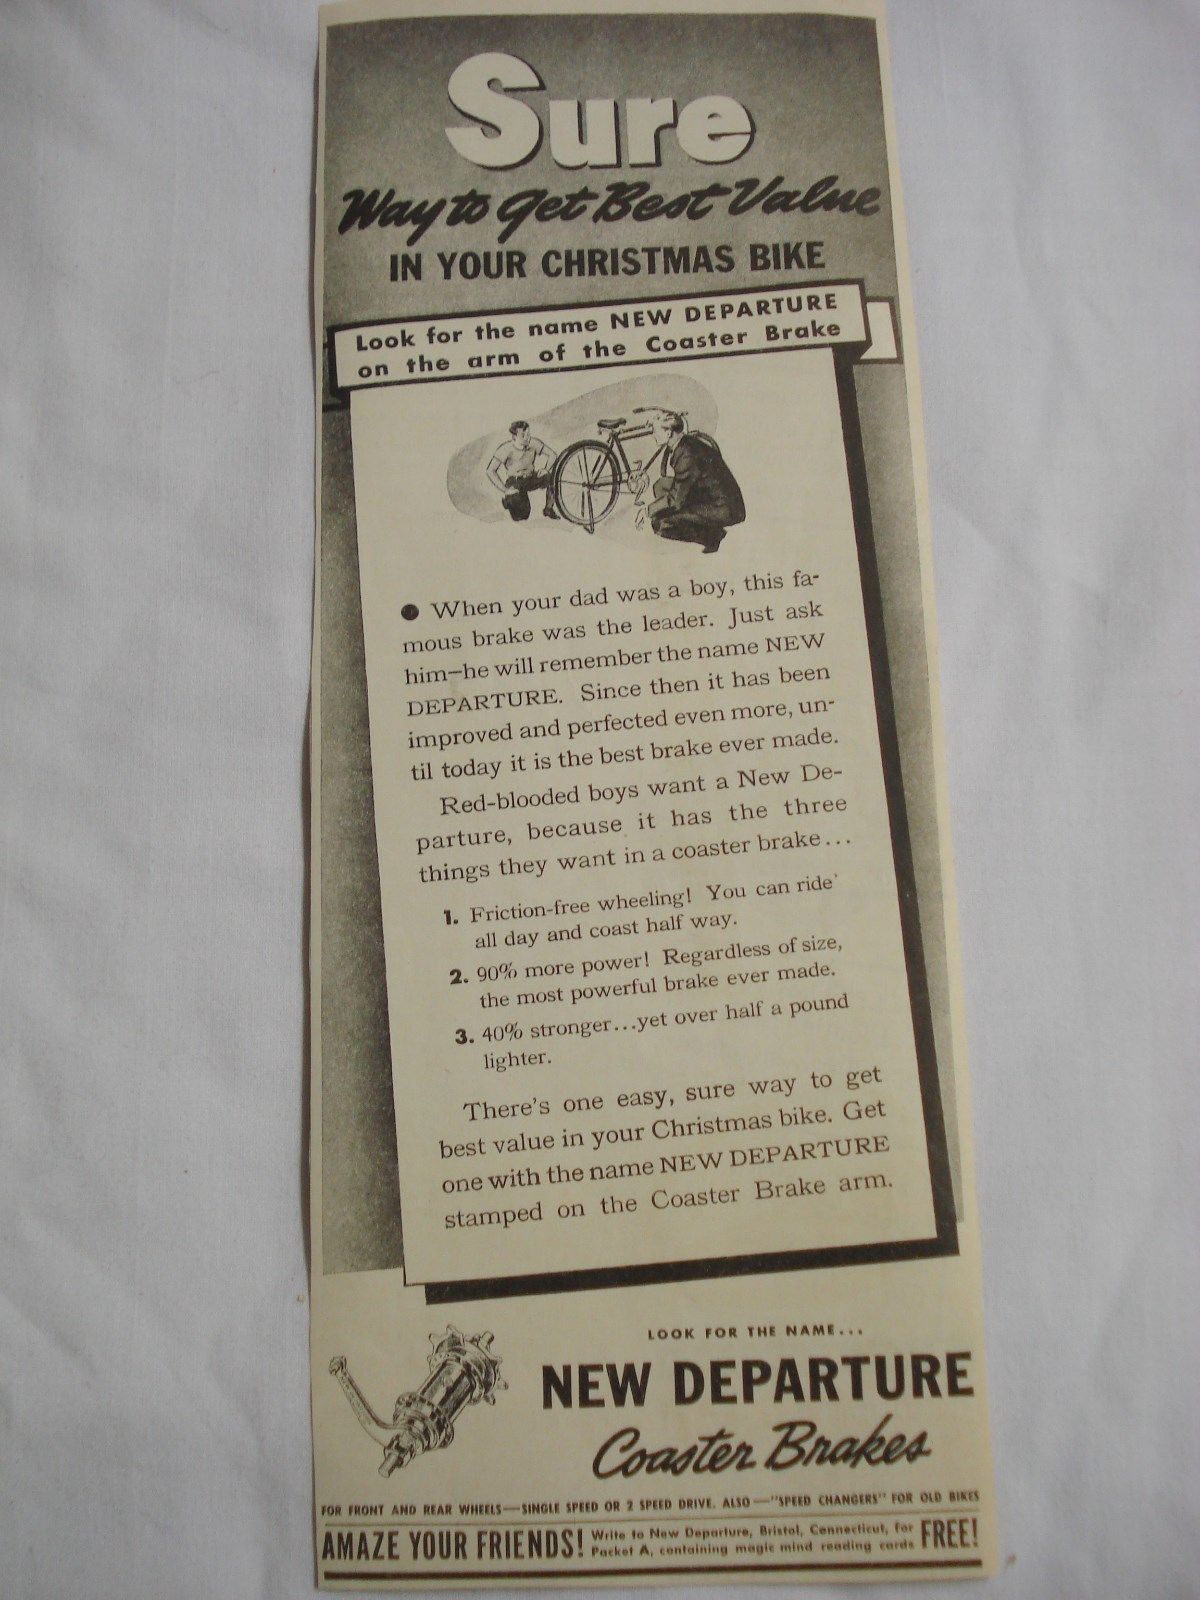 Sure
Way to Get Best Value
IN YOUR CHRISTMAS BIKE
Look for the name NEW DEPARTURE
on the arm of the Coaster Brake
● When your dad was a boy, this fa-
mous brake was the leader. Just ask
him—he will remember the name NEW
DEPARTURE. Since then it has been
improved and perfected even more, un-
til today it is the best brake ever made.
Red-blooded boys want a New De-
parture, because it has the three
things they want in a coaster brake...
1. Friction-free wheeling! You can ride
all day and coast half way.
2. 90% more power! Regardless of size,
the most powerful brake ever made.
3. 40% stronger...yet over half a pound
lighter.
There's one easy, sure way to get
best value in your Christmas bike. Get
one with the name NEW DEPARTURE
stamped on the Coaster Brake arm.
LOOK FOR THE NAME...
NEW DEPARTURE
Coaster Brakes
FOR FRONT AND REAR WHEELS—SINGLE SPEED OR 2 SPEED DRIVE. ALSO—"SPEED CHANGERS" FOR OLD BIKES
AMAZE YOUR FRIENDS! Write to New Departure, Bristol, Connecticut, for
Packet A, containing magic mind reading cards FREE!